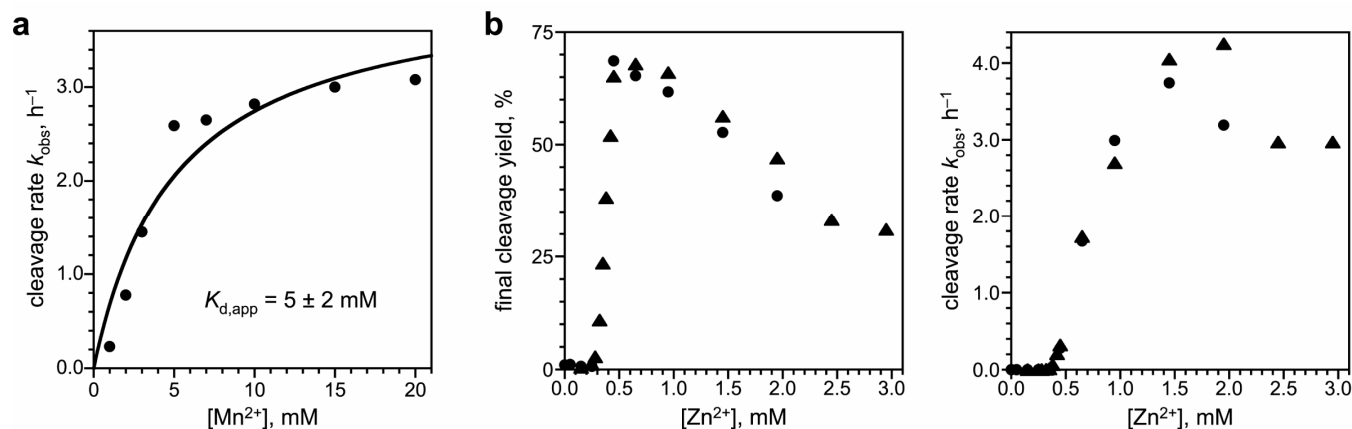 a
cleavage rate k_obs, h⁻¹
3.0
2.0
1.0
0.0
0 5 10 15 20
[Mn²⁺], mM
K_d,app = 5 ± 2 mM
b
final cleavage yield, %
75
50
25
0
0.0 0.5 1.0 1.5 2.0 2.5 3.0
[Zn²⁺], mM
cleavage rate k_obs, h⁻¹
4.0
3.0
2.0
1.0
0.0
0.0 0.5 1.0 1.5 2.0 2.5 3.0
[Zn²⁺], mM